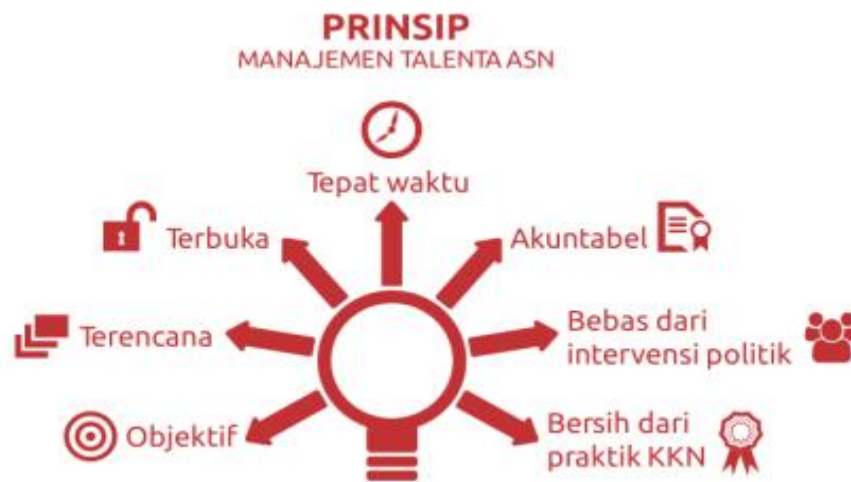 PRINSIP
MANAJEMEN TALENTA ASN
Tepat waktu
Terbuka
Akuntabel
Terencana
Bebas dari
intervensi politik
Objektif
Bersih dari
praktik KKN